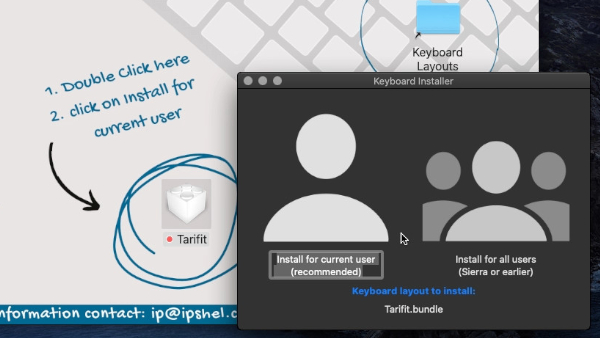 Keyboard
Layouts
1. Double Click here
2. click on Install for
current user
Tarifit
Keyboard Installer
Install for current user
(recommended)
Install for all users
(Sierra or earlier)
Keyboard layout to install:
Tarifit.bundle
contact: ip@ipshel